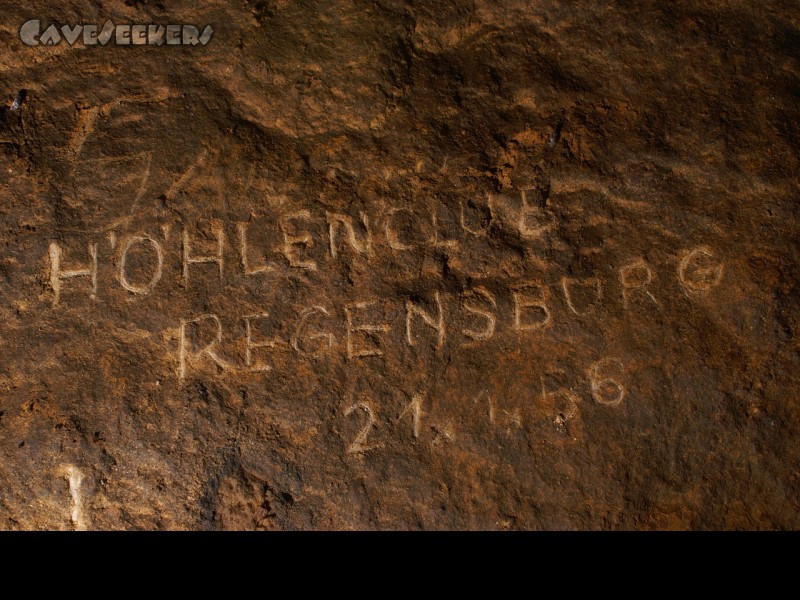 CaveSeekers
HÖHLENCLUB
REGENSBURG
21.1.56